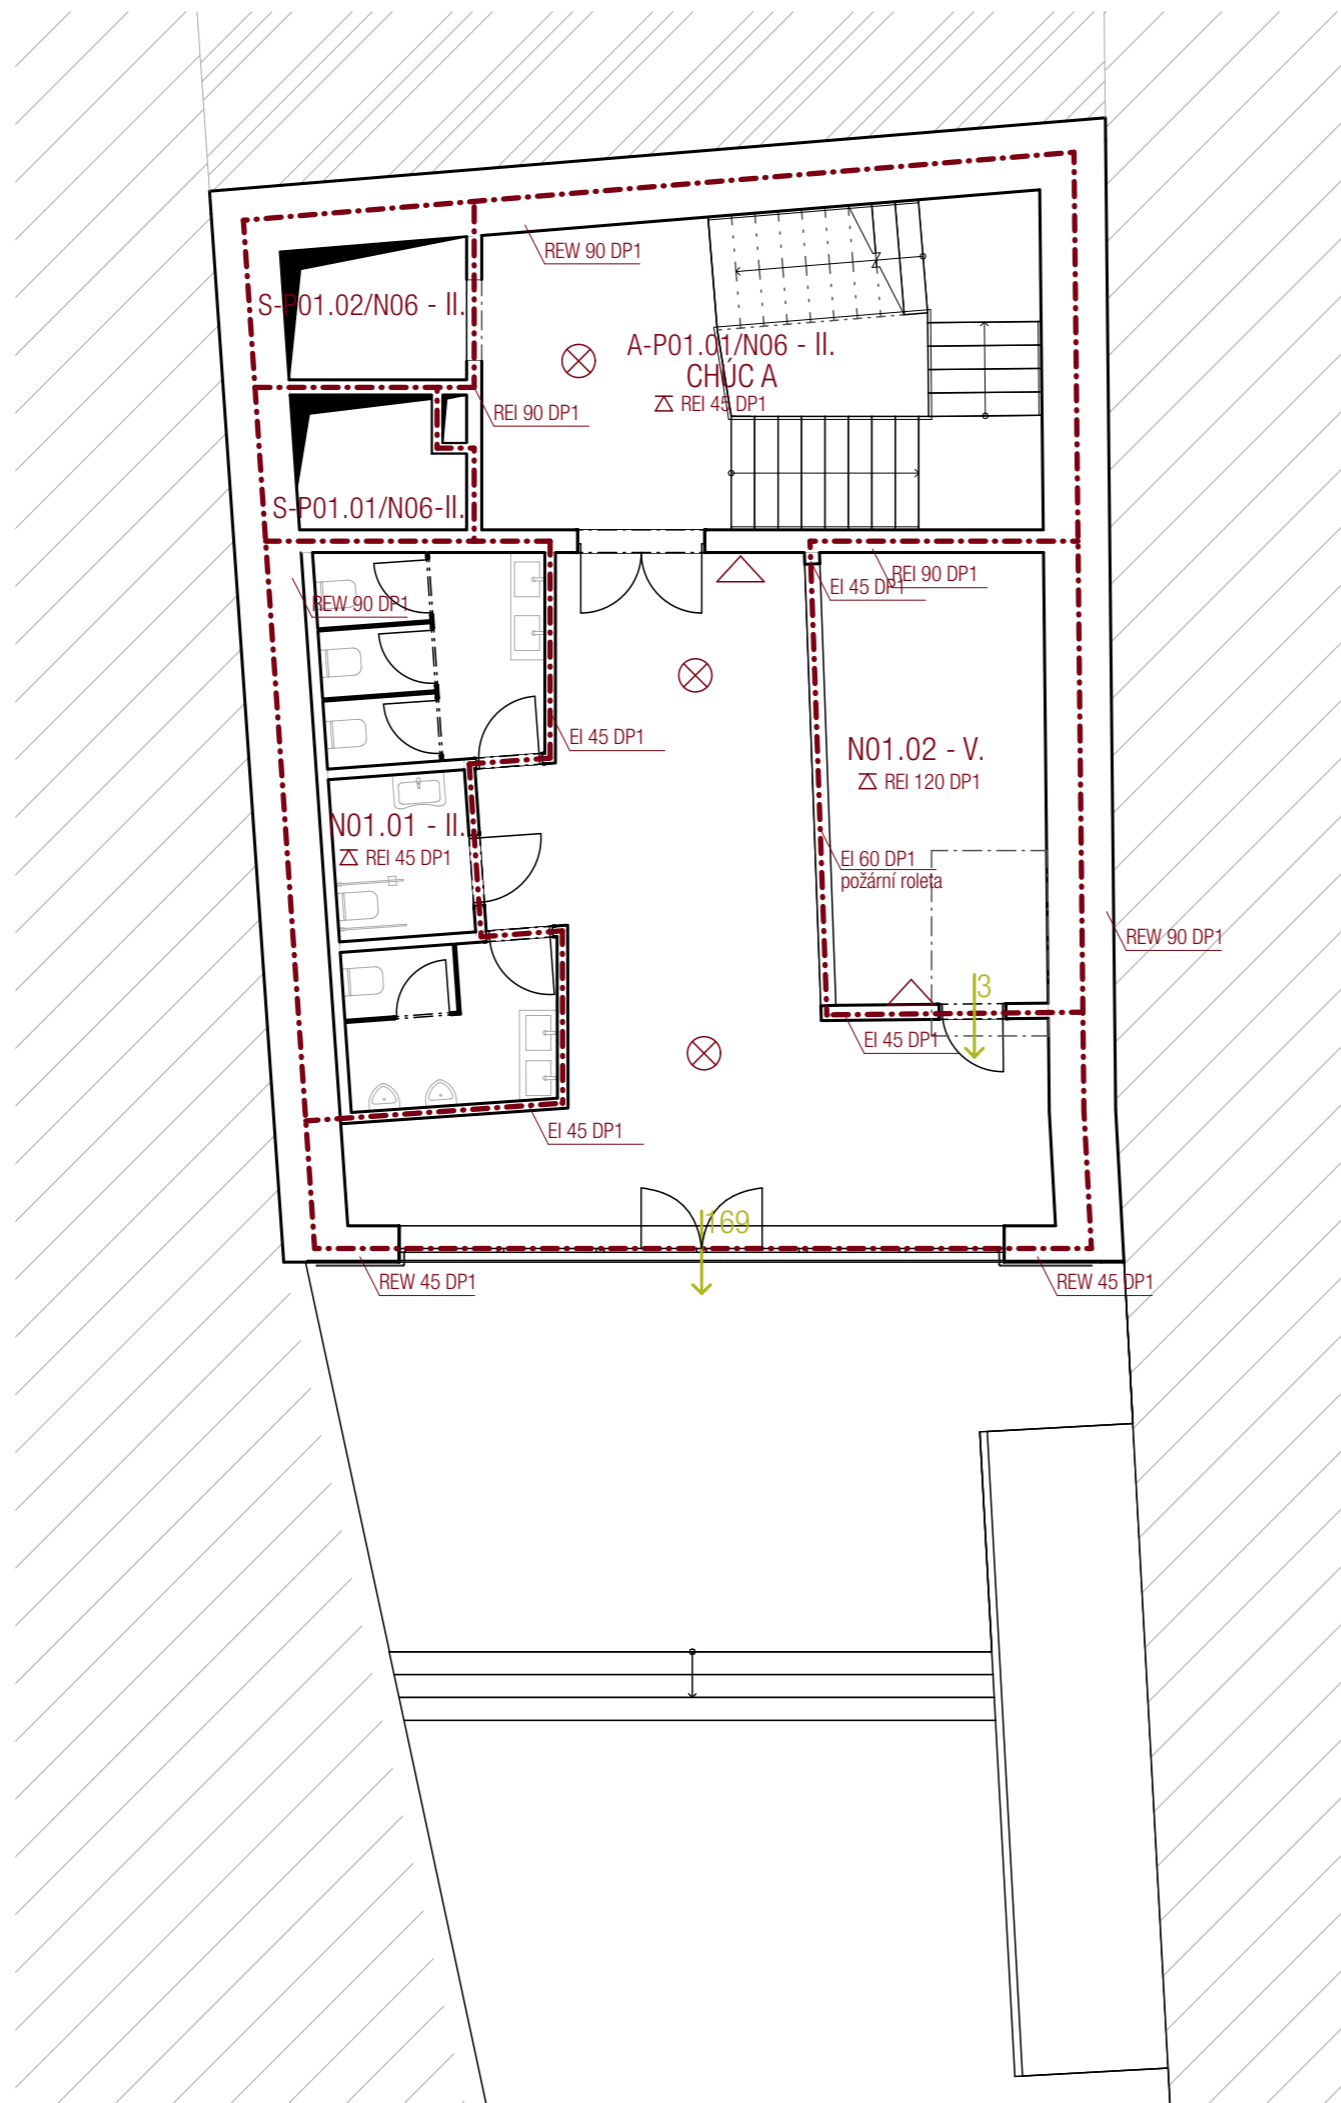 REW 90 DP1
S-P01.02/N06 - II.
A-P01.01/N06 - II.
CHÚC A
REI 45 DP1
REI 90 DP1
S-P01.01/N06-II.
REI 90 DP1
EI 45 DP1
REW 90 DP1
EI 45 DP1
N01.02 - V.
REI 120 DP1
N01.01 - II.
REI 45 DP1
EI 60 DP1
požární roleta
REW 90 DP1
3
EI 45 DP1
EI 45 DP1
169
REW 45 DP1
REW 45 DP1